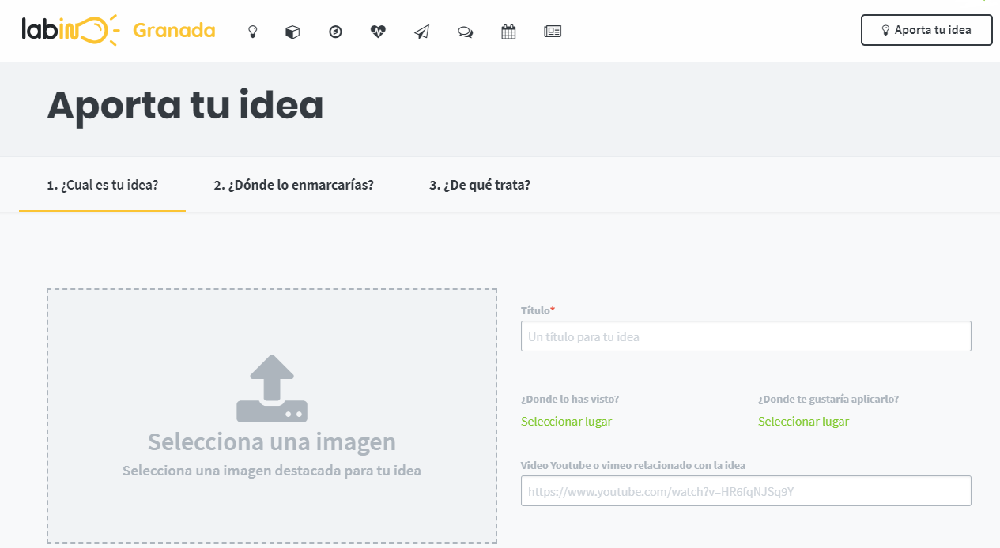 labin Granada
Aporta tu idea
Aporta tu idea
1. ¿Cual es tu idea?
2. ¿Dónde lo enmarcarías?
3. ¿De qué trata?
Selecciona una imagen
Selecciona una imagen destacada para tu idea
Título*
Un título para tu idea
¿Donde lo has visto?
Seleccionar lugar
¿Donde te gustaría aplicarlo?
Seleccionar lugar
Video Youtube o vimeo relacionado con la idea
https://www.youtube.com/watch?v=HR6fqNJSq9Y